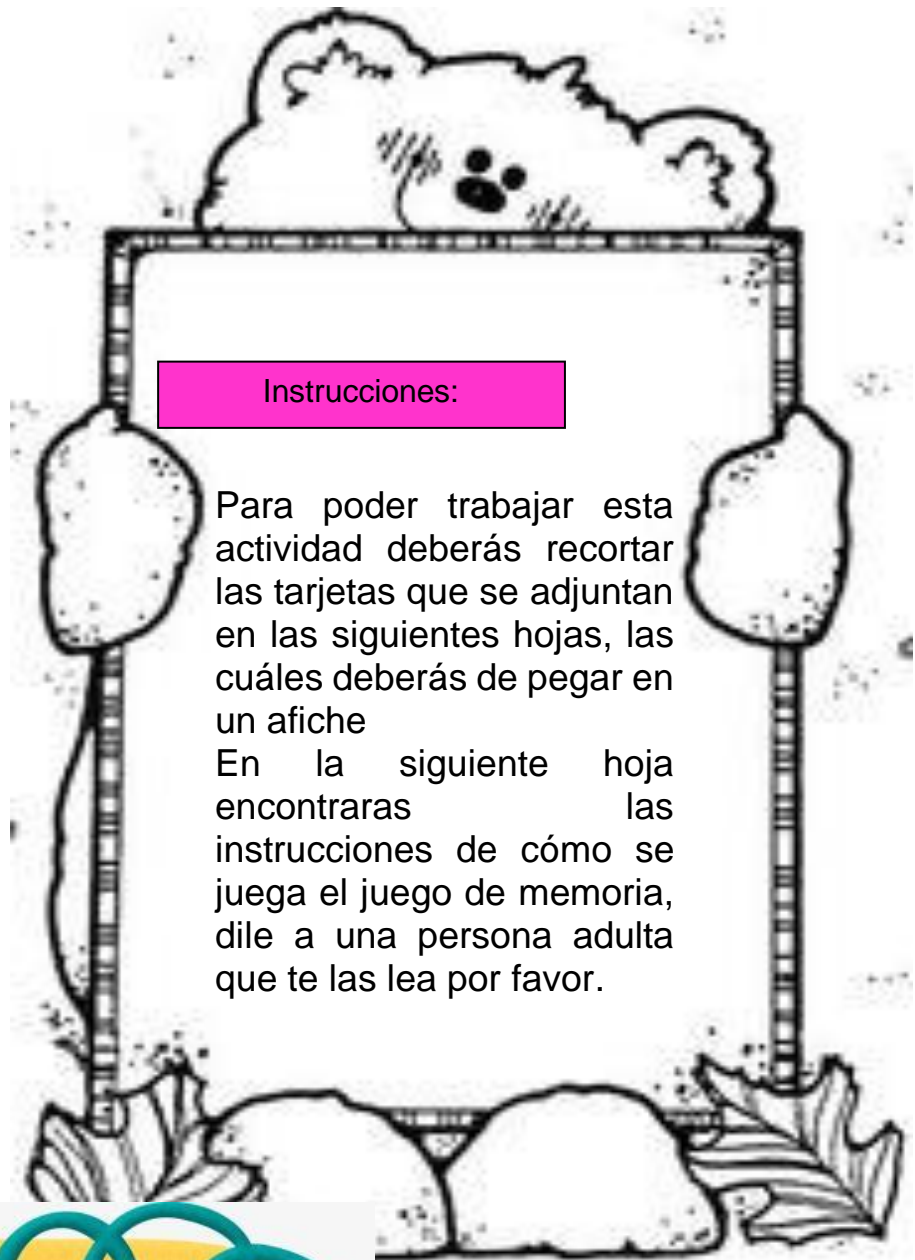 Instrucciones:
Para poder trabajar esta
actividad deberás recortar
las tarjetas que se adjuntan
en las siguientes hojas, las
cuáles deberás de pegar en
un afiche
En la siguiente hoja
encontraras las
instrucciones de cómo se
juega el juego de memoria,
dile a una persona adulta
que te las lea por favor.